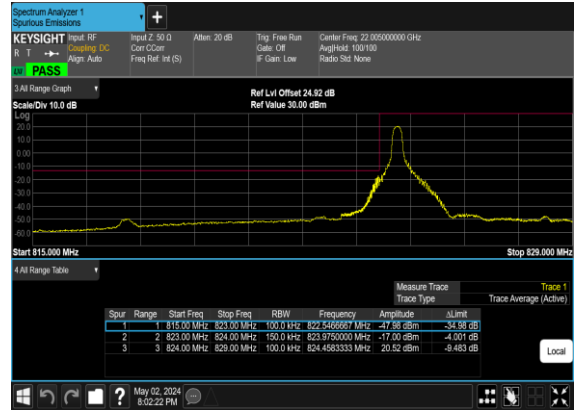 Spectrum Analyzer 1
Spurious Emissions
KEYSIGHT Input: RF Input Z: 50 Ω Atten: 20 dB Trig: Free Run Center Freq: 22.005000000 GHz
R T Coupling: DC Corr CCorr Gate: Off Avg|Hold: 100/100
Align: Auto Freq Ref: Int (S) IF Gain: Low Radio Std: None
LM PASS
3 All Range Graph
Ref Lvl Offset 24.92 dB
Scale/Div 10.0 dB Ref Value 30.00 dBm
Log
20.0
10.0
0.00
-10.0
-20.0
-30.0
-40.0
-50.0
-60.0
Start 815.000 MHz Stop 829.000 MHz
4 All Range Table
Measure Trace Trace 1
Trace Type Trace Average (Active)
Spur Range Start Freq Stop Freq RBW Frequency Amplitude ΔLimit
1 1 815.00 MHz 823.00 MHz 100.0 kHz 822.5466667 MHz -47.98 dBm -34.98 dB
2 2 823.00 MHz 824.00 MHz 150.0 kHz 823.9750000 MHz -17.00 dBm -4.001 dB
3 3 824.00 MHz 829.00 MHz 100.0 kHz 824.4583333 MHz 20.52 dBm -9.483 dB
Local
?
May 02, 2024
8:02:22 PM